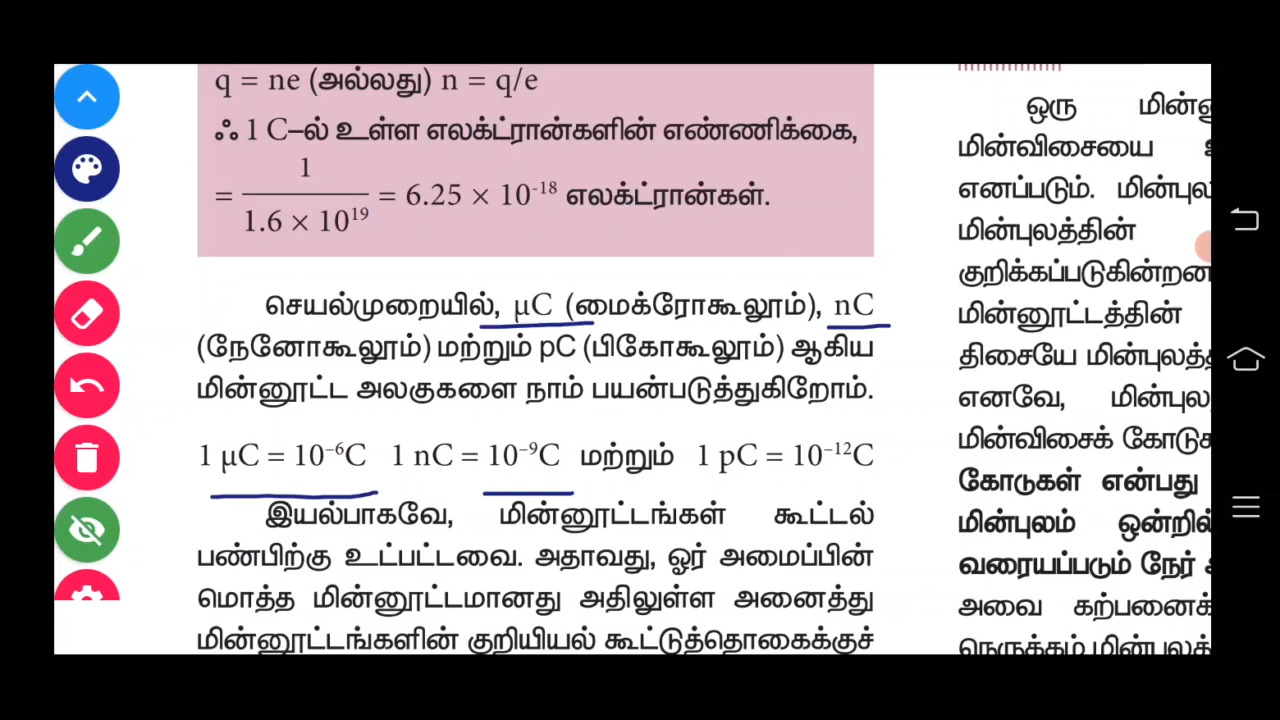 q = ne (அல்லது) n = q/e
ஃ 1 C–ல் உள்ள எலக்ட்ரான்களின் எண்ணிக்கை,
= 1 / 1.6 × 10¹⁹ = 6.25 × 10⁻¹⁸ எலக்ட்ரான்கள்.
செயல்முறையில், μC (மைக்ரோகூலூம்), nC
(நேனோகூலூம்) மற்றும் pC (பிகோகூலூம்) ஆகிய
மின்னூட்ட அலகுகளை நாம் பயன்படுத்துகிறோம்.
1 μC = 10⁻⁶C 1 nC = 10⁻⁹C மற்றும் 1 pC = 10⁻¹²C
இயல்பாகவே, மின்னூட்டங்கள் கூட்டல்
பண்பிற்கு உட்பட்டவை. அதாவது, ஓர் அமைப்பின்
மொத்த மின்னூட்டமானது அதிலுள்ள அனைத்து
மின்னூட்டங்களின் குறியியல் கூட்டுத்தொகைக்குச்
ஒரு
மின்விசையை
எனப்படும். மின்புல
மின்புலத்தின்
குறிக்கப்படுகின்றன
மின்னூட்டத்தின்
திசையே மின்புலத்
எனவே, மின்புல
மின்விசைக் கோடுக
கோடுகள் என்பது
மின்புலம் ஒன்றில்
வரையப்படும் நேர்
அவை கற்பனைக்
நெருக்கம்